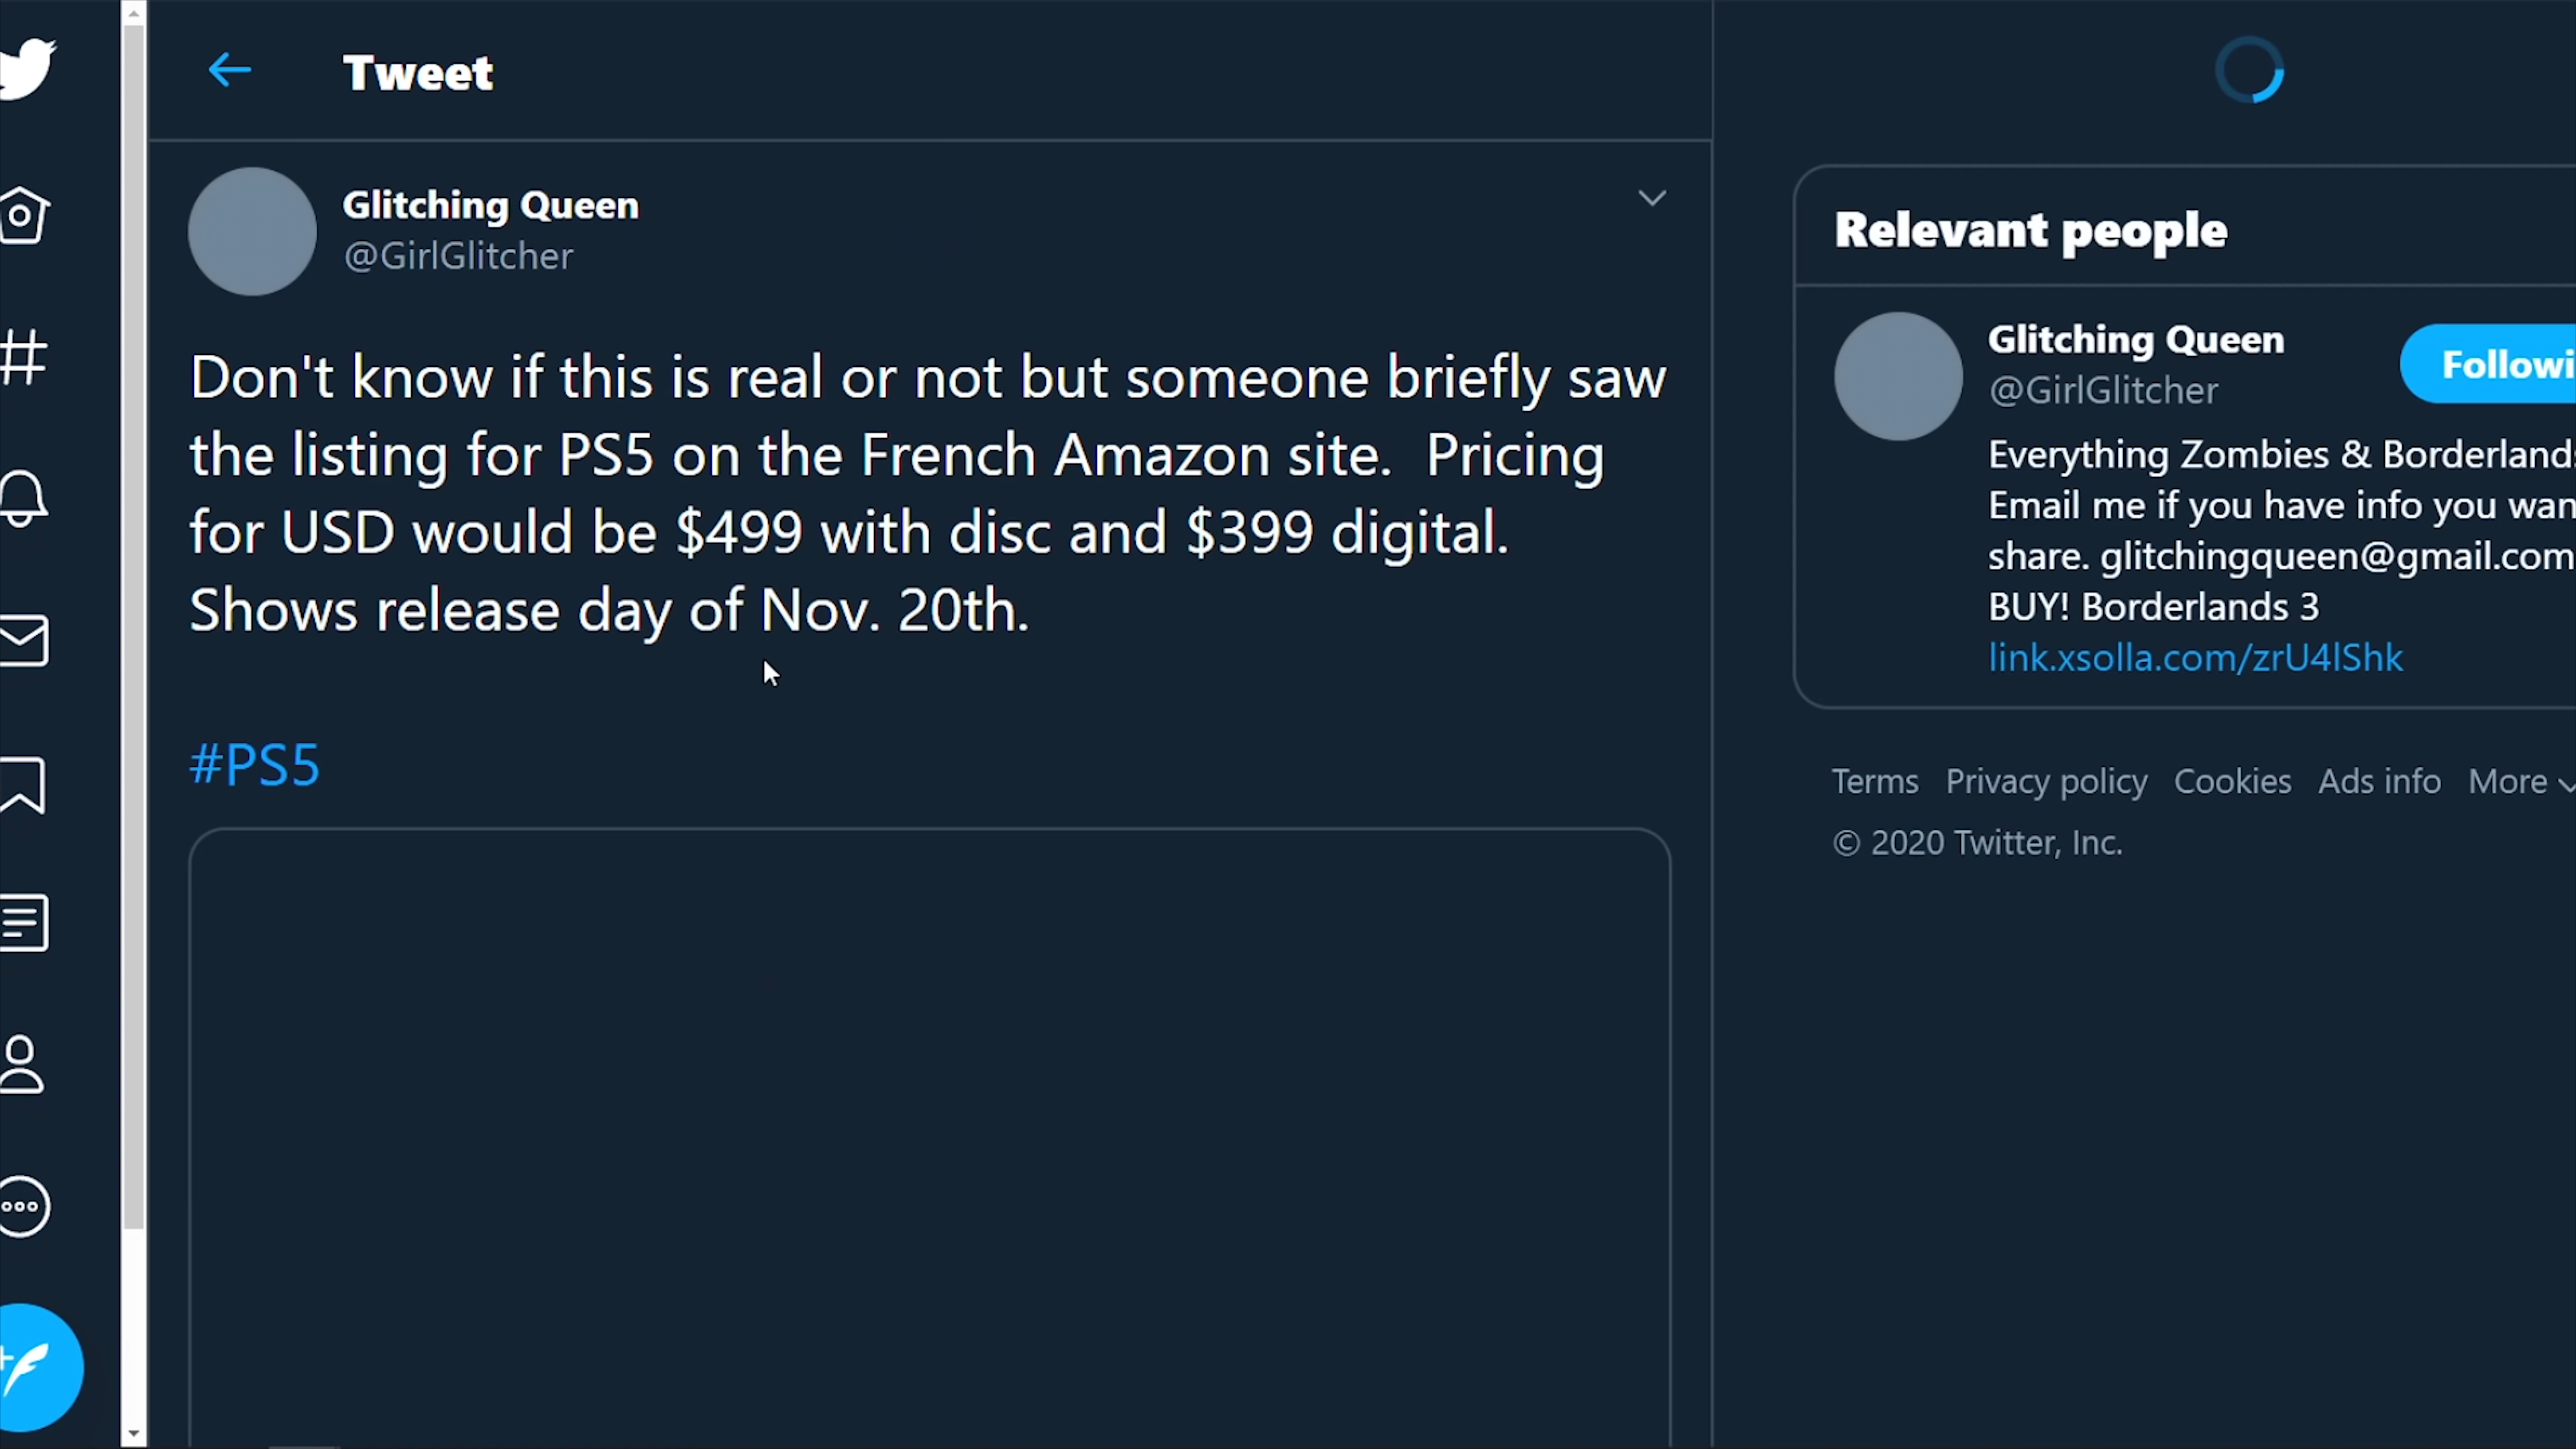 Tweet
Glitching Queen
@GirlGlitcher
Don't know if this is real or not but someone briefly saw
the listing for PS5 on the French Amazon site.  Pricing
for USD would be $499 with disc and $399 digital.
Shows release day of Nov. 20th.
#PS5
Relevant people
Glitching Queen
@GirlGlitcher
Followi
Everything Zombies & Borderlands
Email me if you have info you wan
share. glitchingqueen@gmail.com
BUY! Borderlands 3
link.xsolla.com/zrU4lShk
Terms Privacy policy Cookies Ads info More
© 2020 Twitter, Inc.